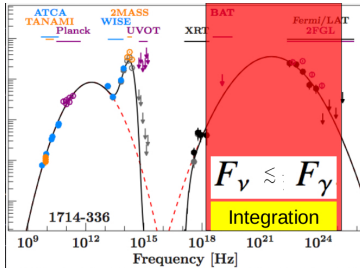 ATCA 2MASS BAT Fermi/LAT
TANAMI WISE 2FGL
Planck UVOT XRT
F_ν ≲ F_γ
Integration
1714-336
10^9 10^12 10^15 10^18 10^21 10^24
Frequency [Hz]